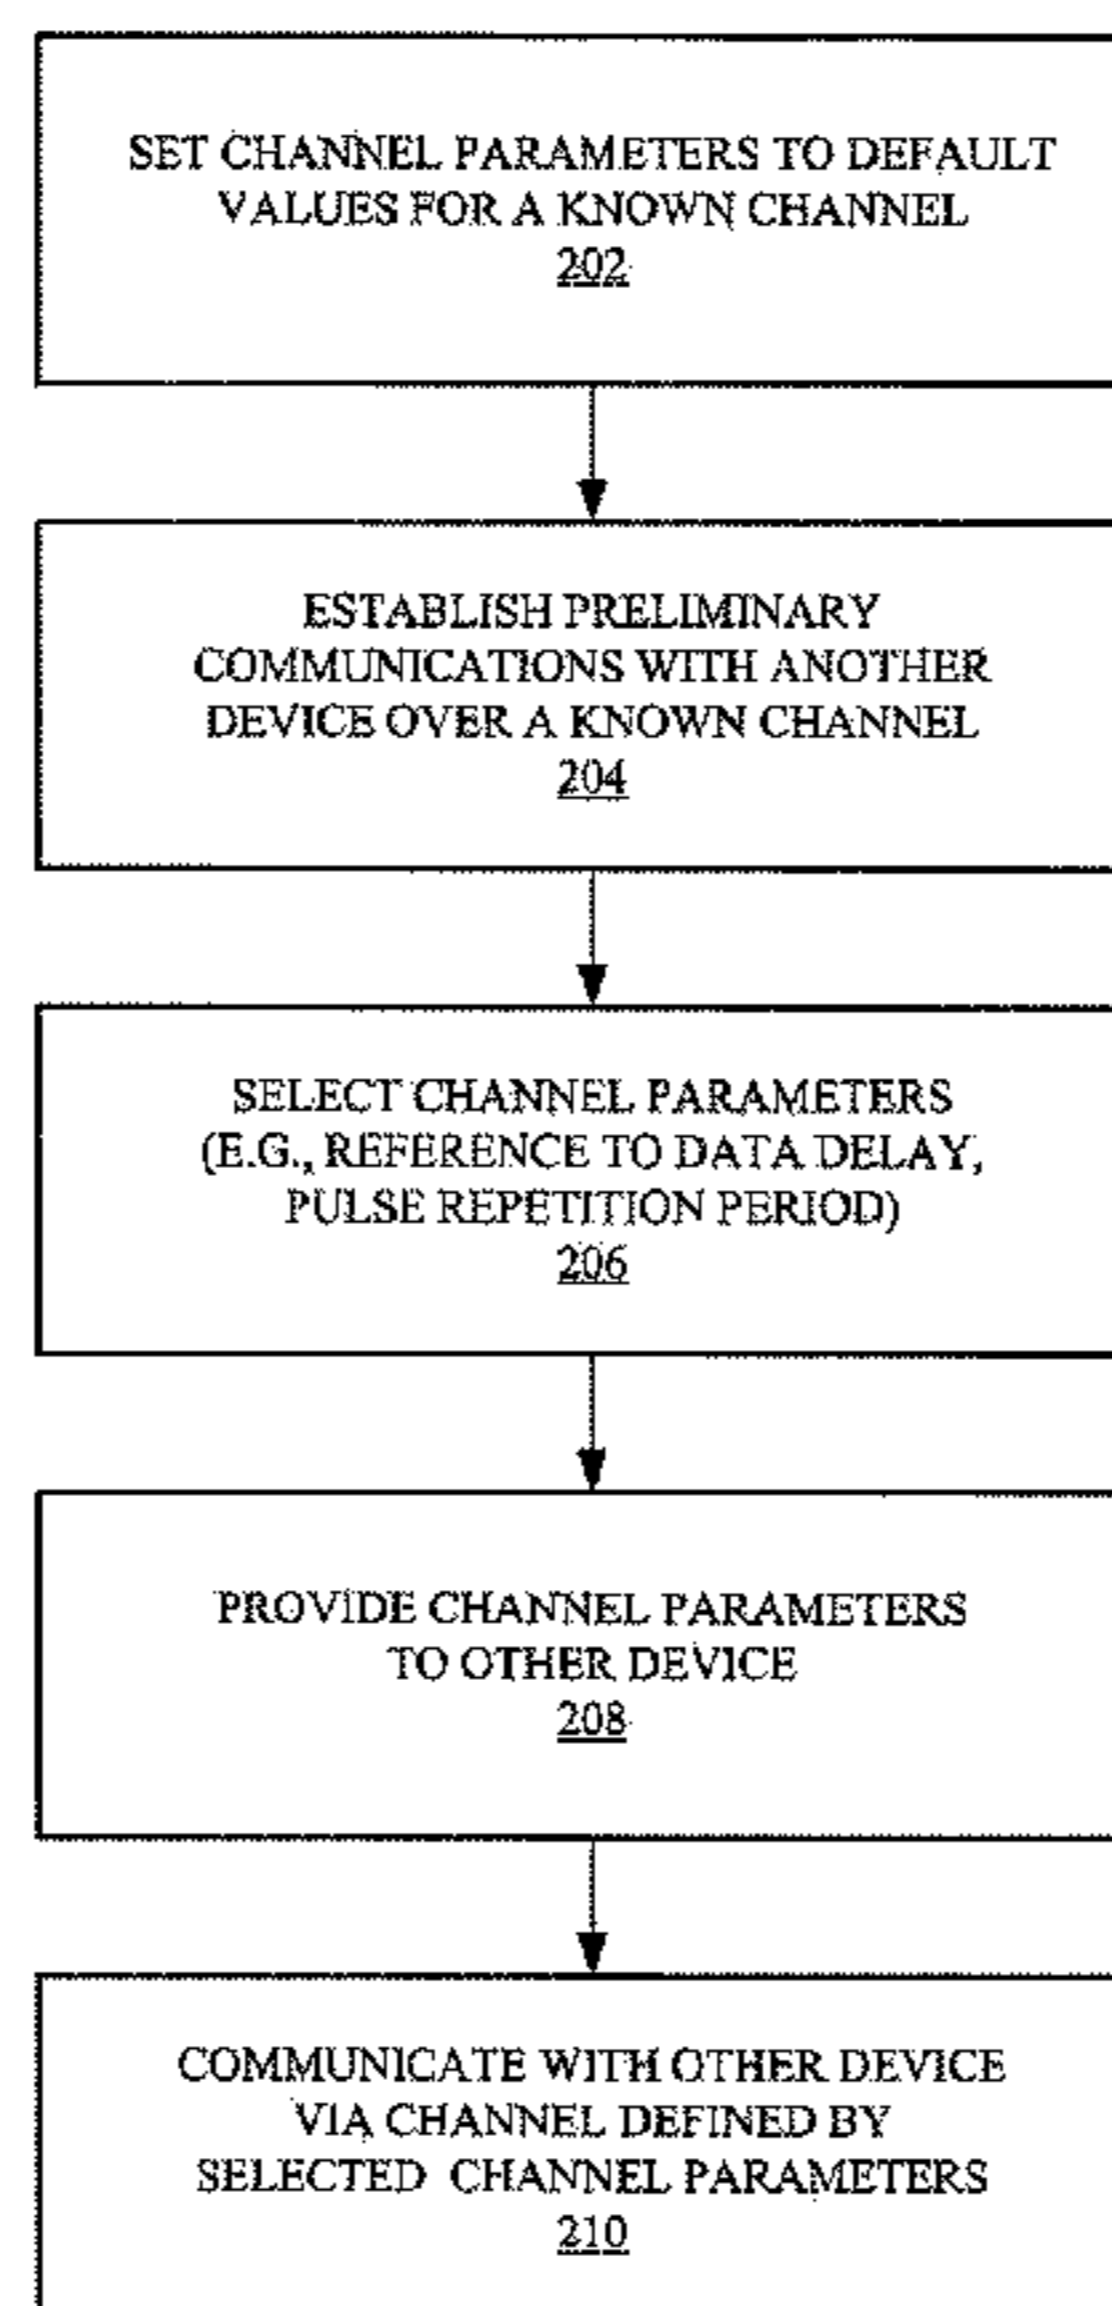 SET CHANNEL PARAMETERS TO DEFAULT
VALUES FOR A KNOWN CHANNEL
202
ESTABLISH PRELIMINARY
COMMUNICATIONS WITH ANOTHER
DEVICE OVER A KNOWN CHANNEL
204
SELECT CHANNEL PARAMETERS
(E.G., REFERENCE TO DATA DELAY,
PULSE REPETITION PERIOD)
206
PROVIDE CHANNEL PARAMETERS
TO OTHER DEVICE
208
COMMUNICATE WITH OTHER DEVICE
VIA CHANNEL DEFINED BY
SELECTED CHANNEL PARAMETERS
210